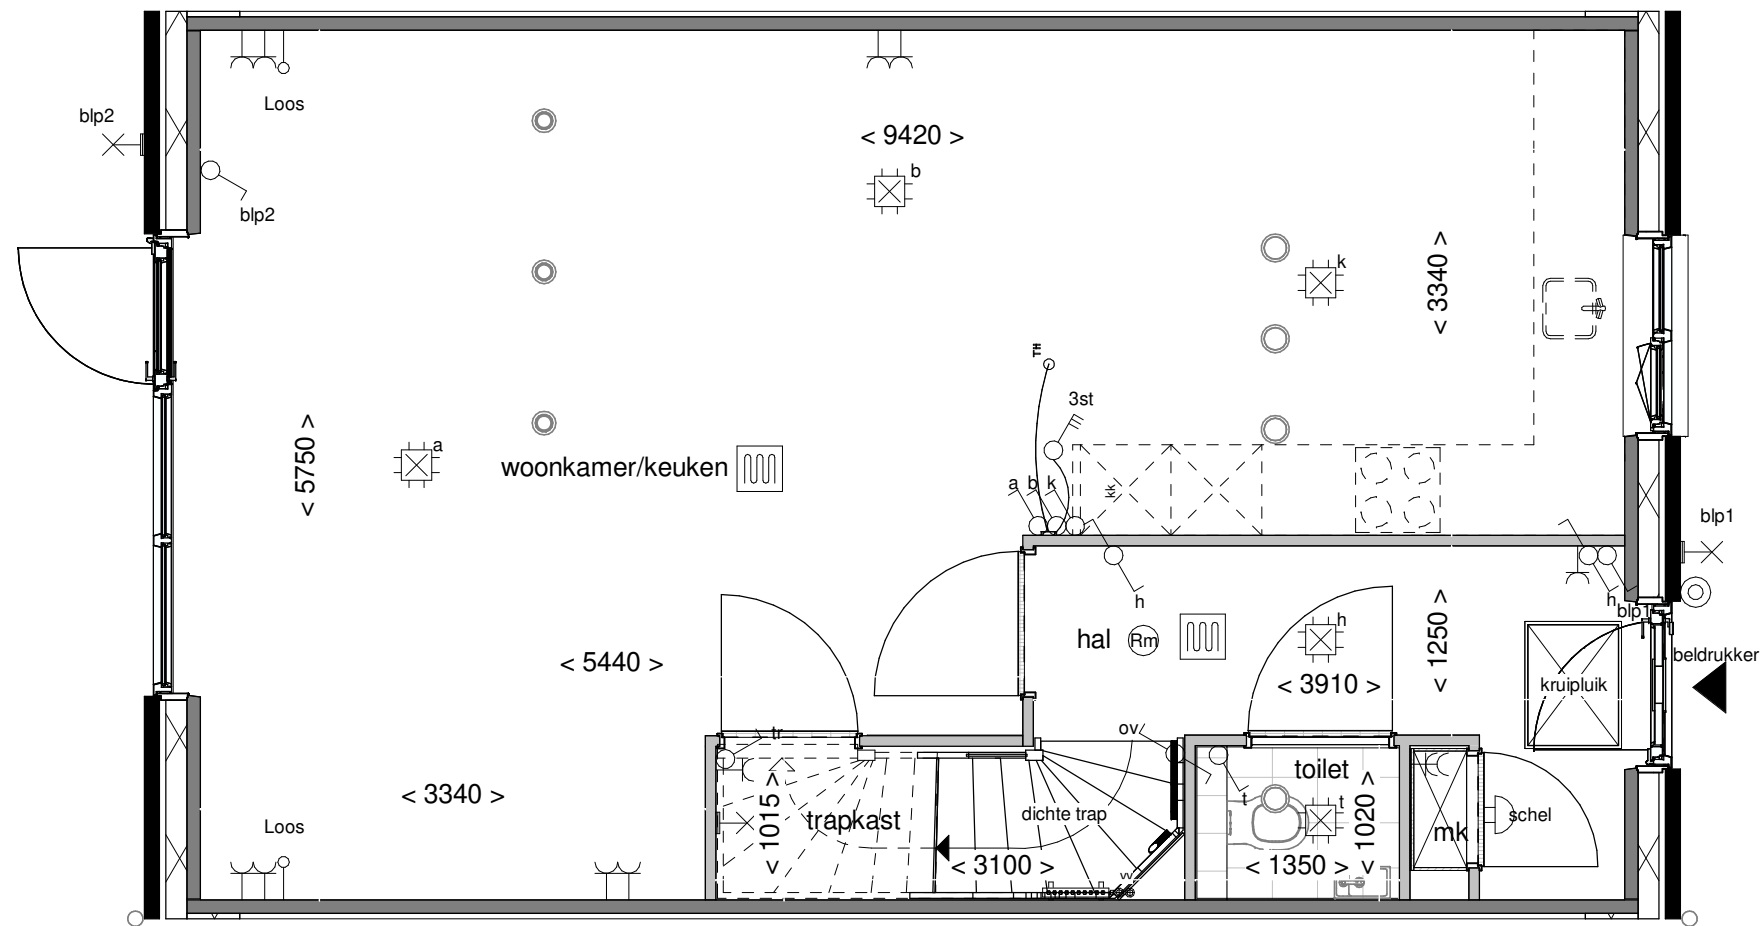 Loos
blp2
< 9420 >
b
blp2
k
< 3340 >
TH
3st
< 5750 >
a
woonkamer/keuken
a
b
k
kk
blp1
h
h
blp1
hal
Rm
h
< 1250 >
< 5440 >
beldrukker
< 3910 >
kruipluik
tr
ov
toilet
t
t
< 3340 >
< 1015 >
trapkast
dichte trap
< 1020 >
schel
Loos
mk
< 3100 >
< 1350 >
vv